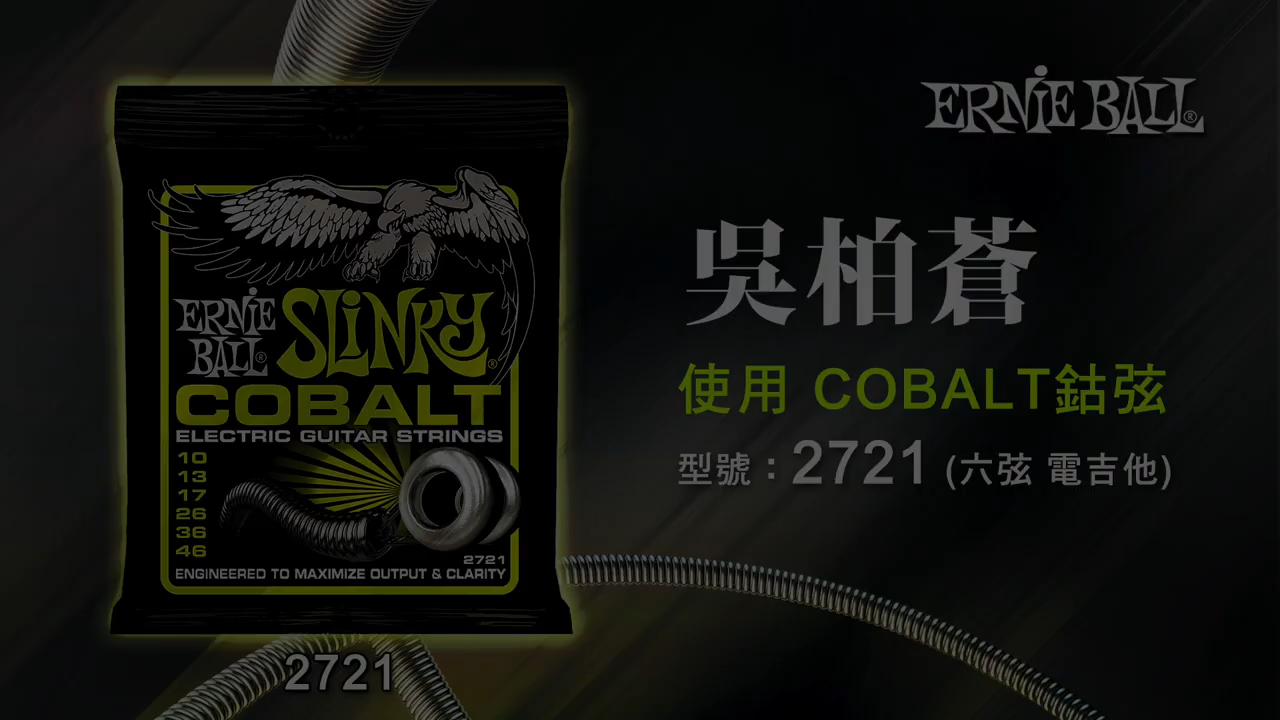 ERNIE BALL®
ERNIE
BALL®
SLINKY®
COBALT
ELECTRIC GUITAR STRINGS
10
13
17
26
36
46
2721
ENGINEERED TO MAXIMIZE OUTPUT & CLARITY
2721
吳柏蒼
使用 COBALT鈷弦
型號：2721 (六弦 電吉他)